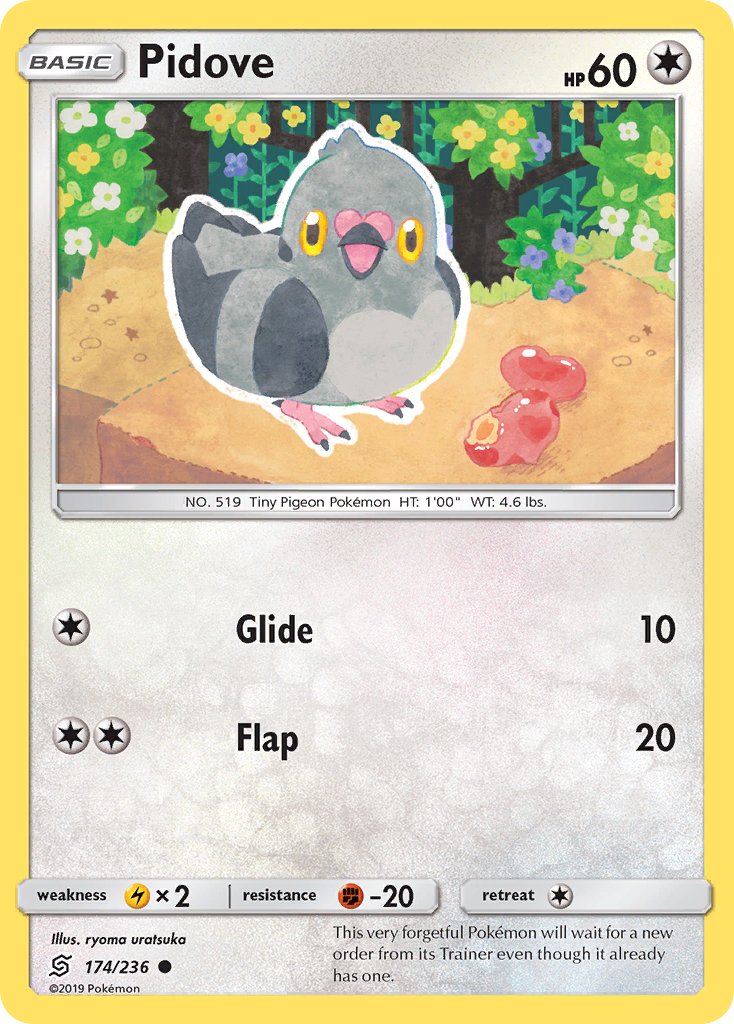 BASIC Pidove HP60
NO. 519 Tiny Pigeon Pokémon HT: 1'00" WT: 4.6 lbs.
Glide 10
Flap 20
weakness ×2 resistance -20 retreat
Illus. ryoma uratsuka
174/236
©2019 Pokémon
This very forgetful Pokémon will wait for a new
order from its Trainer even though it already
has one.